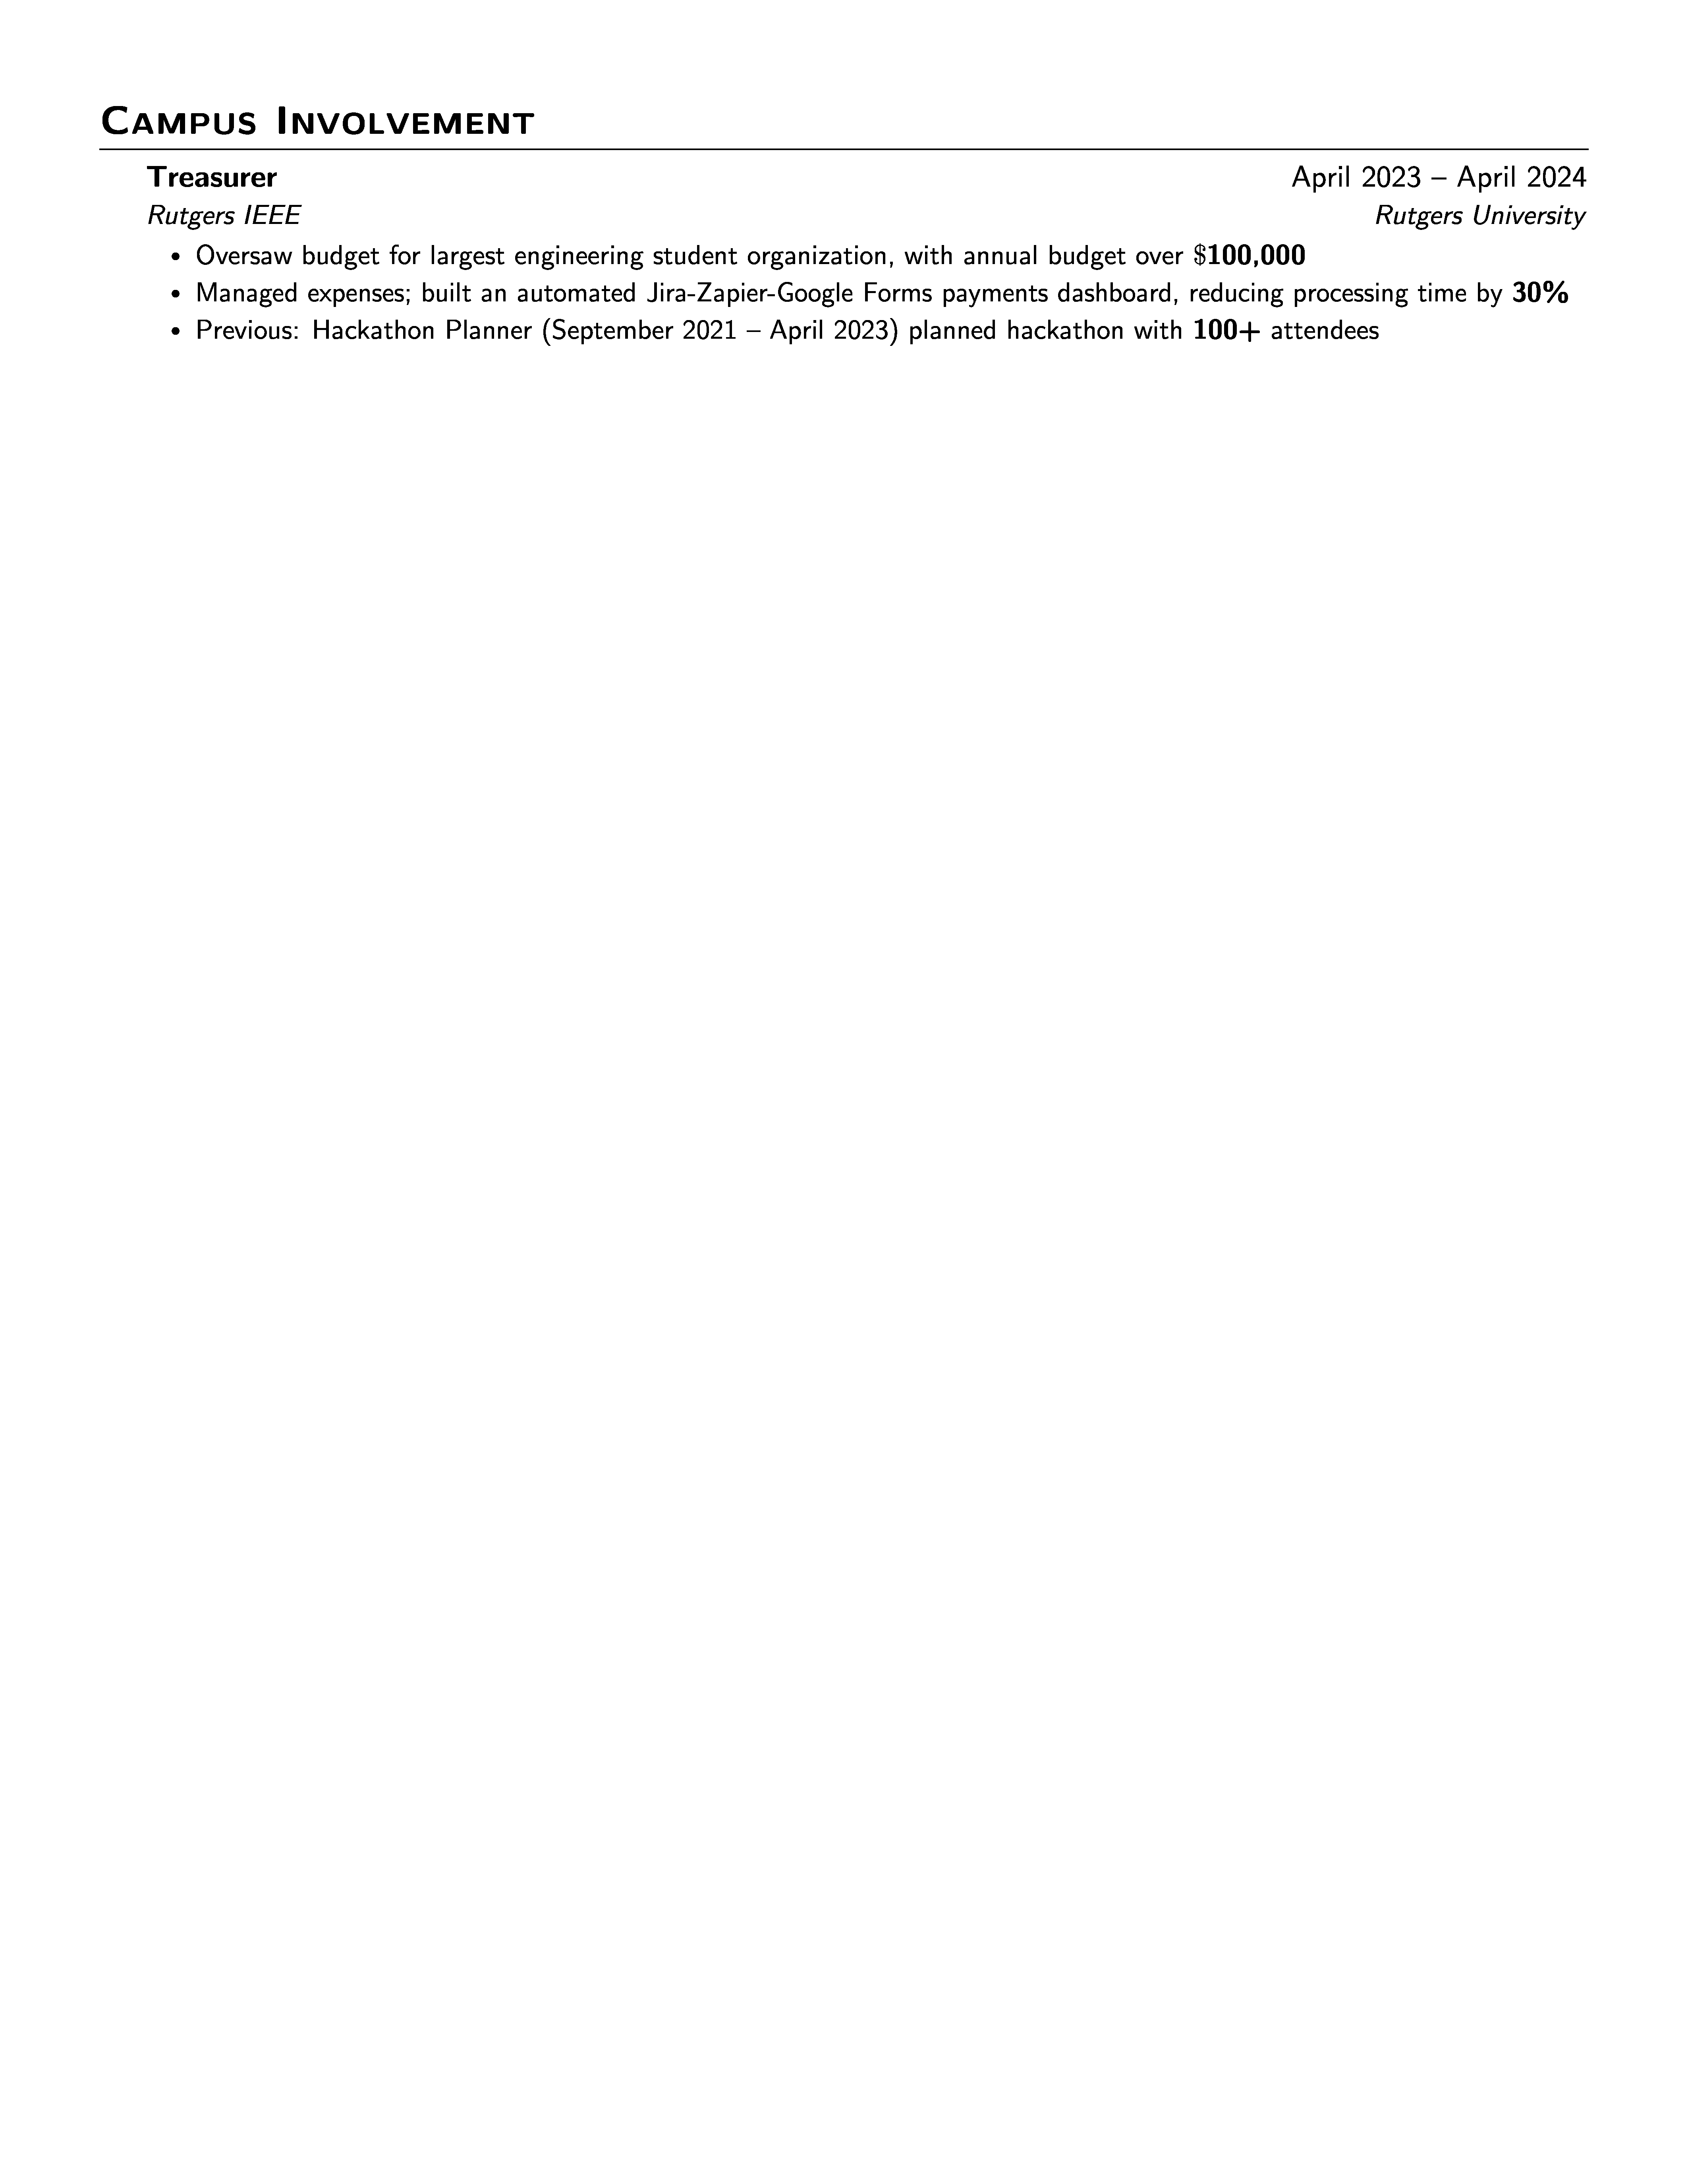 Campus Involvement
Treasurer April 2023 – April 2024
Rutgers IEEE Rutgers University
• Oversaw budget for largest engineering student organization, with annual budget over $100,000
• Managed expenses; built an automated Jira-Zapier-Google Forms payments dashboard, reducing processing time by 30%
• Previous: Hackathon Planner (September 2021 – April 2023) planned hackathon with 100+ attendees